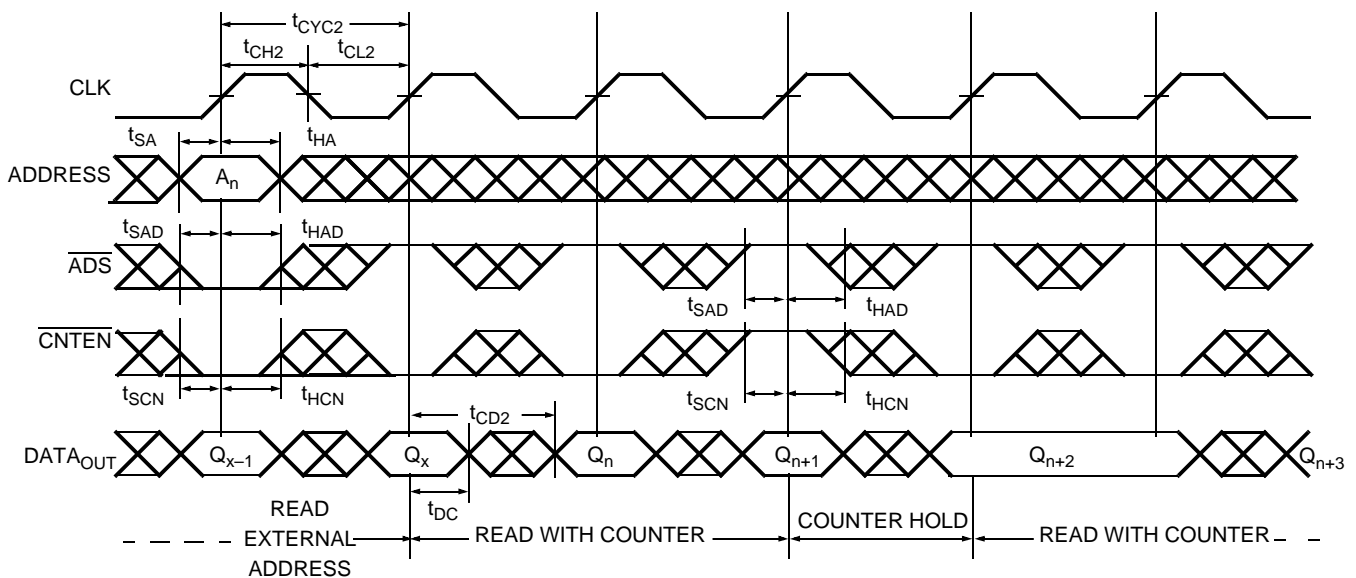 tCYC2
tCH2 tCL2
CLK
tSA tHA
ADDRESS An
tSAD tHAD
ADS
tSAD tHAD
CNTEN
tSCN tHCN tSCN tHCN
tCD2
DATAOUT Qx–1 Qx Qn Qn+1 Qn+2 Qn+3
tDC
READ EXTERNAL ADDRESS
READ WITH COUNTER
COUNTER HOLD
READ WITH COUNTER